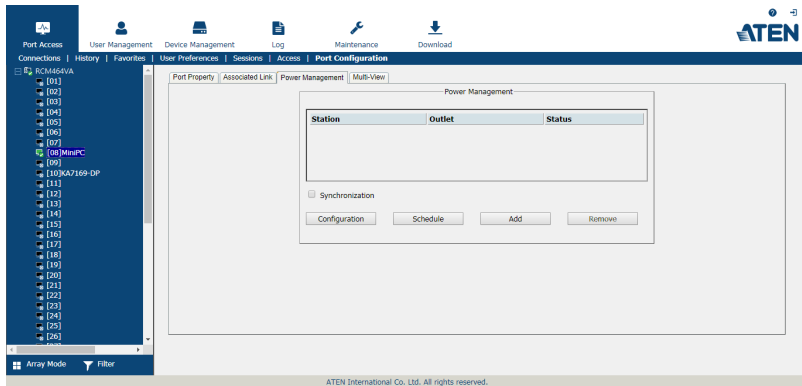 ATEN
Port Access User Management Device Management Log Maintenance Download
Connections | History | Favorites | User Preferences | Sessions | Access | Port Configuration
RCM464VA
[01]
[02]
[03]
[04]
[05]
[06]
[07]
[08]MiniPC
[09]
[10]KA7169-DP
[11]
[12]
[13]
[14]
[15]
[16]
[17]
[18]
[19]
[20]
[21]
[22]
[23]
[24]
[25]
[26]
Array Mode Filter
Port Property Associated Link Power Management Multi-View
Power Management
Station Outlet Status
Synchronization
Configuration Schedule Add Remove
ATEN International Co. Ltd. All rights reserved.